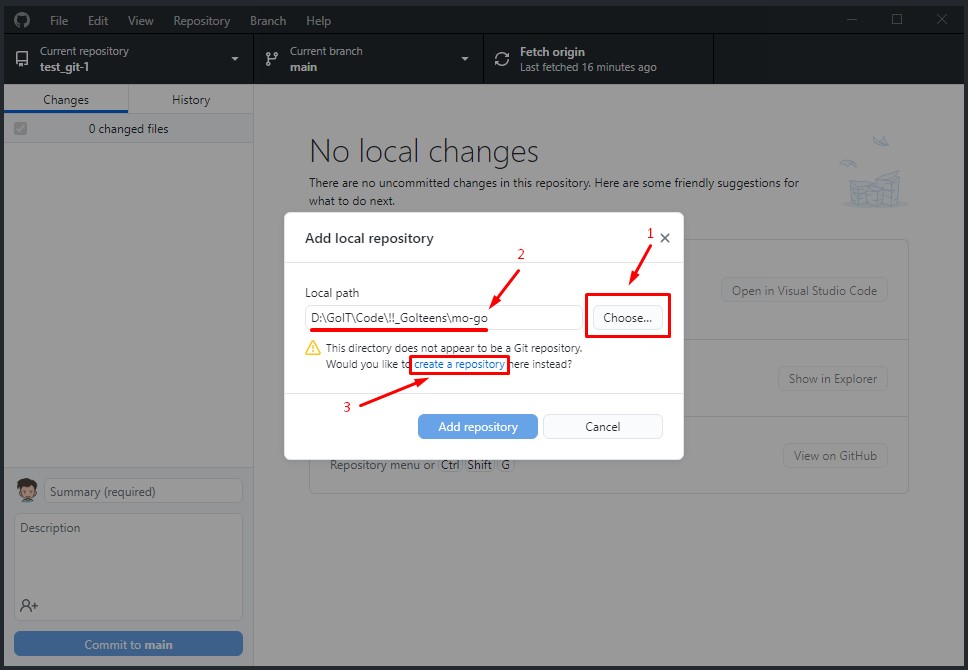 File Edit View Repository Branch Help
Current repository
test_git-1
Current branch
main
Fetch origin
Last fetched 16 minutes ago
Changes History
0 changed files
No local changes
There are no uncommitted changes in this repository. Here are some friendly suggestions for
what to do next.
Add local repository
1
2
Local path
D:\GoIT\Code\!!_Golteens\mo-go
Choose...
Open in Visual Studio Code
This directory does not appear to be a Git repository.
Would you like to create a repository here instead?
Show in Explorer
3
Add repository
Cancel
View on GitHub
Repository menu or Ctrl Shift G
Summary (required)
Description
Commit to main